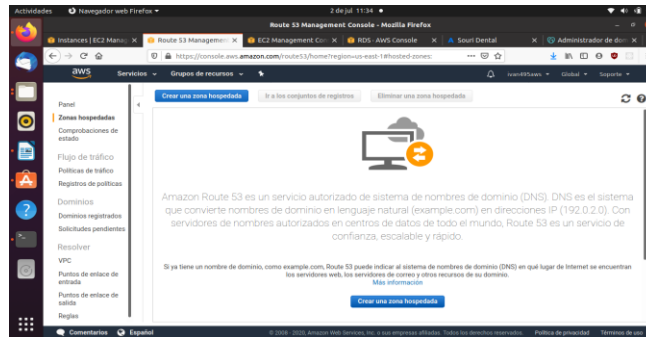 Actividades Navegador web Firefox 2 de jul 11:34
Route 53 Management Console - Mozilla Firefox
Instances | EC2 Manag Route 53 Management EC2 Management Con RDS · AWS Console Souri Dental Administrador de dom
https://console.aws.amazon.com/route53/home?region=us-east-1#hosted-zones:
aws Servicios Grupos de recursos ivan495aws Global Soporte
Crear una zona hospedada Ir a los conjuntos de registros Eliminar una zona hospedada
Panel
Zonas hospedadas
Comprobaciones de
estado
Flujo de tráfico
Políticas de tráfico
Registros de políticas
Dominios
Dominios registrados
Solicitudes pendientes
Resolver
VPC
Puntos de enlace de
entrada
Puntos de enlace de
salida
Reglas
Amazon Route 53 es un servicio autorizado de sistema de nombres de dominio (DNS). DNS es el sistema
que convierte nombres de dominio en lenguaje natural (example.com) en direcciones IP (192.0.2.0). Con
servidores de nombres autorizados en centros de datos de todo el mundo, Route 53 es un servicio de
confianza, escalable y rápido.
Si ya tiene un nombre de dominio, como example.com, Route 53 puede indicar al sistema de nombres de dominio (DNS) en qué lugar de Internet se encuentran
los servidores web, los servidores de correo y otros recursos de su dominio.
Más información
Crear una zona hospedada
Comentarios Español © 2008 - 2020, Amazon Web Services, Inc. o sus empresas afiliadas. Todos los derechos reservados. Política de privacidad Términos de uso